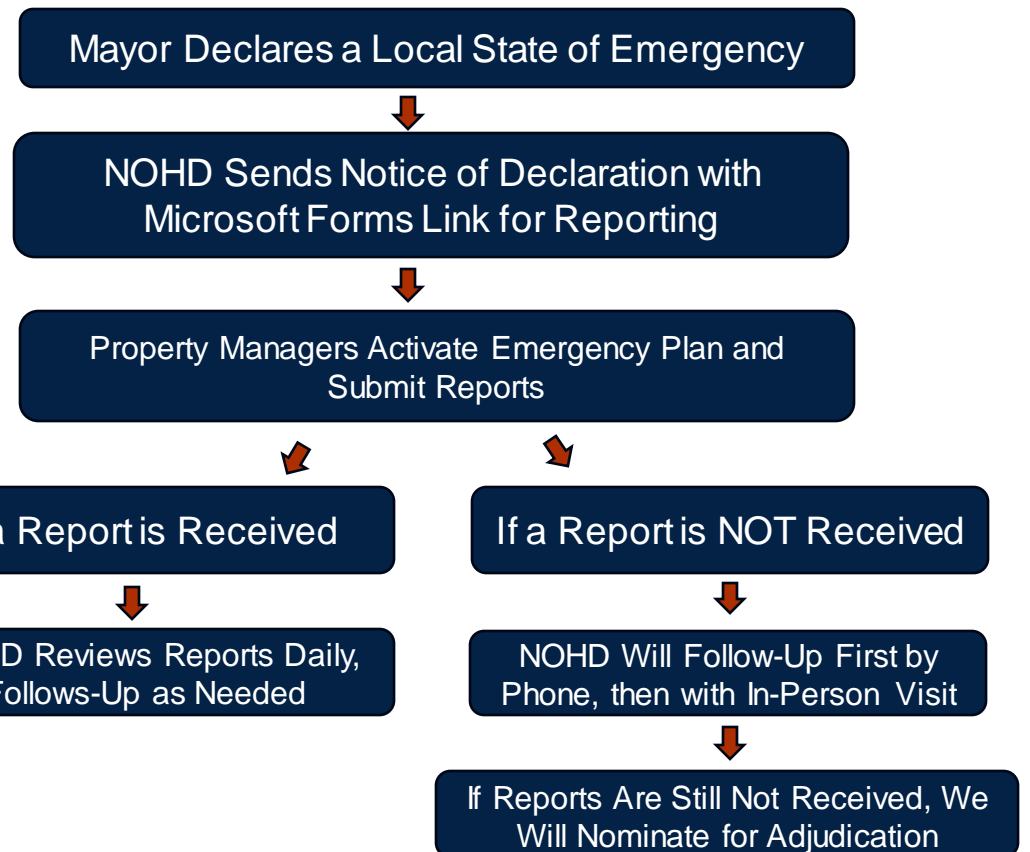 Mayor Declares a Local State of Emergency
NOHD Sends Notice of Declaration with
Microsoft Forms Link for Reporting
Property Managers Activate Emergency Plan and
Submit Reports
a Report is Received
If a Report is NOT Received
D Reviews Reports Daily,
Follows-Up as Needed
NOHD Will Follow-Up First by
Phone, then with In-Person Visit
If Reports Are Still Not Received, We
Will Nominate for Adjudication